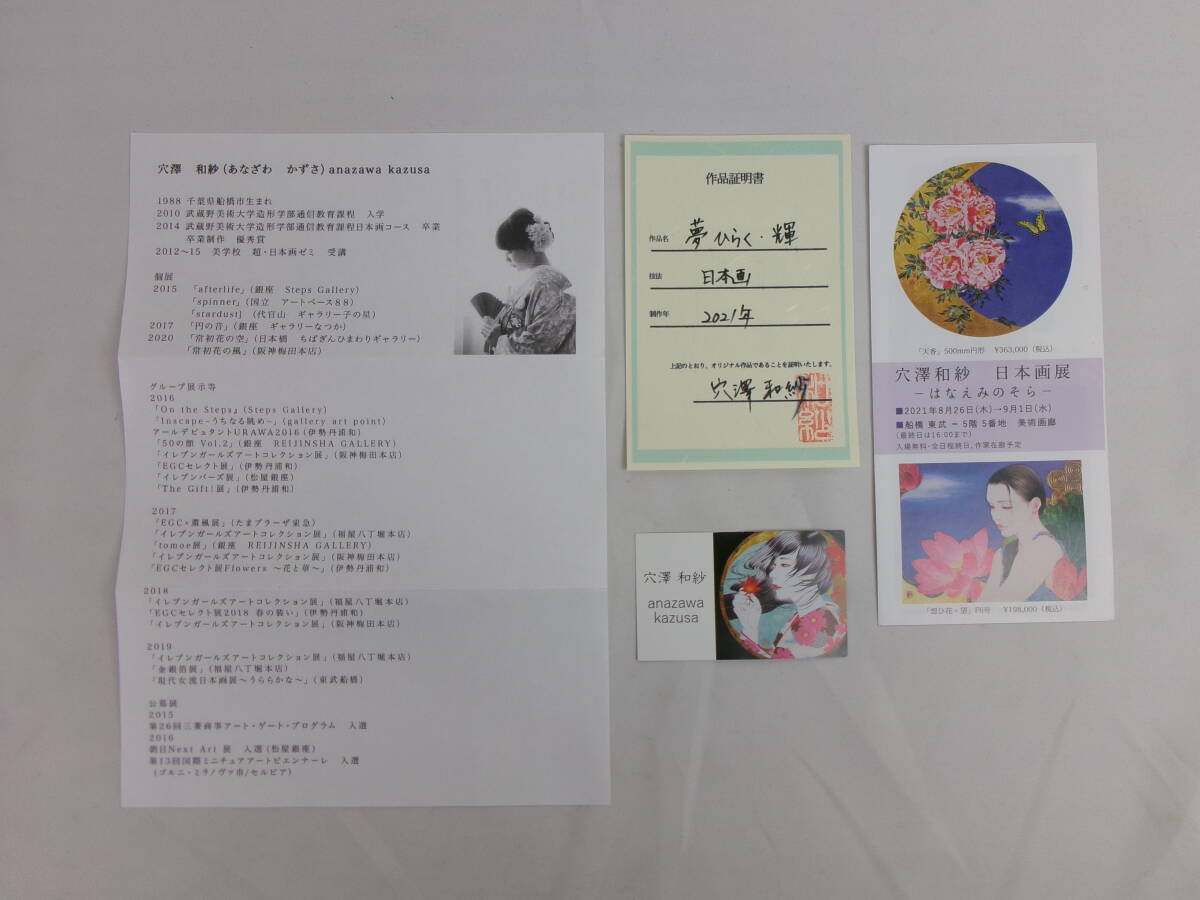 穴澤　和紗（あなざわ　かずさ）anazawa kazusa
1988 千葉県船橋市生まれ
2010 武蔵野美術大学造形学部通信教育課程　入学
2014 武蔵野美術大学造形学部通信教育課程日本画コース　卒業
卒業制作　優秀賞
2012～15　美学校　超・日本画ゼミ　受講
個展
2015　「afterlife」（銀座　Steps Gallery）
「spinner」（国立　アートベース88）
「stardust］（代官山　ギャラリー子の星）
2017　「円の音」（銀座　ギャラリーなつか）
2020　「常初花の空」（日本橋　ちばぎんひまわりギャラリー）
「常初花の風」（阪神梅田本店）
グループ展示等
2016
「On the Steps』（Steps Gallery）
「Inscape−うちなる眺め−」（gallery art point）
アールデビュタントURAWA2016（伊勢丹浦和）
「50の顔 Vol.2」（銀座　REIJINSHA GALLERY）
「イレブンガールズアートコレクション展」（阪神梅田本店）
「EGCセレクト展」（伊勢丹浦和）
「イレブンバーズ展」（松屋銀座）
「The Gift！展」（伊勢丹浦和）
2017
「EGC×薫風展」（たまプラーザ東急）
「イレブンガールズアートコレクション展」（福屋八丁堀本店）
「tomoe展」（銀座　REIJINSHA GALLERY）
「イレブンガールズアートコレクション展」（阪神梅田本店）
「EGCセレクト展Flowers ～花と華～」（伊勢丹浦和）
2018
「イレブンガールズアートコレクション展」（福屋八丁堀本店）
「EGCセレクト展2018 春の装い」（伊勢丹浦和）
「イレブンガールズアートコレクション展」（阪神梅田本店）
2019
「イレブンガールズアートコレクション展」（福屋八丁堀本店）
「金銀箔展」（福屋八丁堀本店）
「現代女流日本画展～うららかな～」（東武船橋）
公募展
2015
第26回三菱商事アート・ゲート・プログラム　入選
2016
朝日Next Art 展　入選（松屋銀座）
第13回国際ミニチュアアートビエンナーレ　入選
（ゴルニ・ミラノヴァ市/セルビア）
作品証明書
作品名　夢ひらく・輝
技法　日本画
制作年　2021年
上記のとおり、オリジナル作品であることを証明いたします。
穴澤和紗
穴澤 和紗
anazawa
kazusa
「天香」500mm円形　¥363,000（税込）
穴澤和紗　日本画展
−はなえみのそら−
■2021年8月26日(木)→9月1日(水)
■船橋 東武 = 5階 5番地　美術画廊
(最終日は16:00まで)
入場無料・全日程終日、作家在廊予定
「想ひ花・望」F6号　¥198,000（税込）